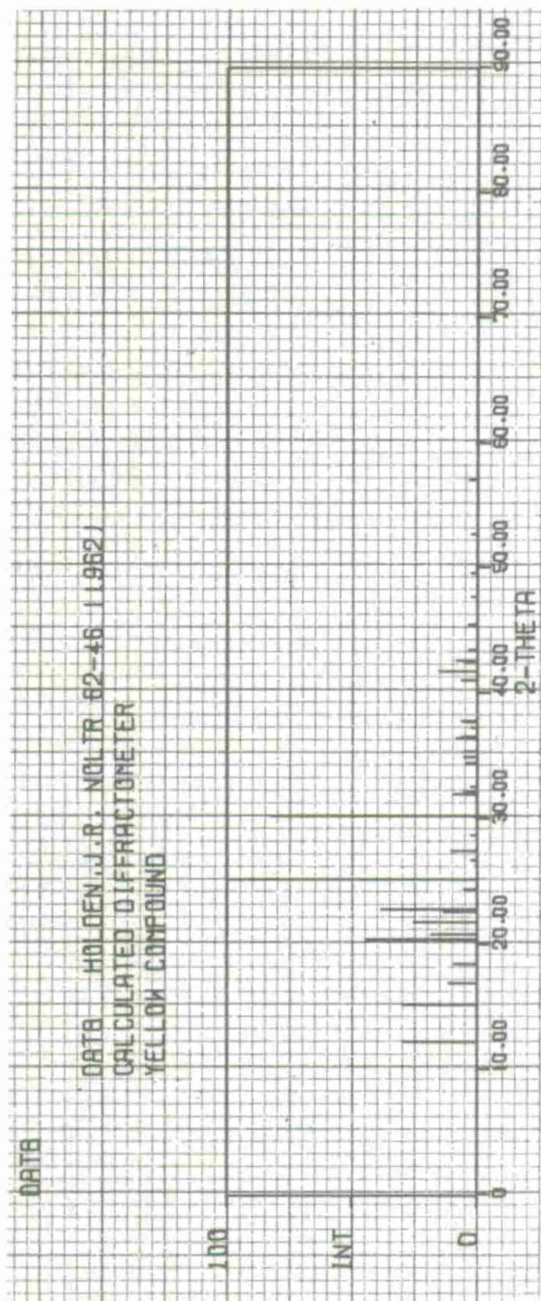 DATB
DATB HOLDEN,J.R. NOLTR 62-46 (1962)
CALCULATED DIFFRACTOMETER
YELLOW COMPOUND
100
INT
0
0
10.00
20.00
30.00
40.00
50.00
60.00
70.00
80.00
90.00
2-THETA